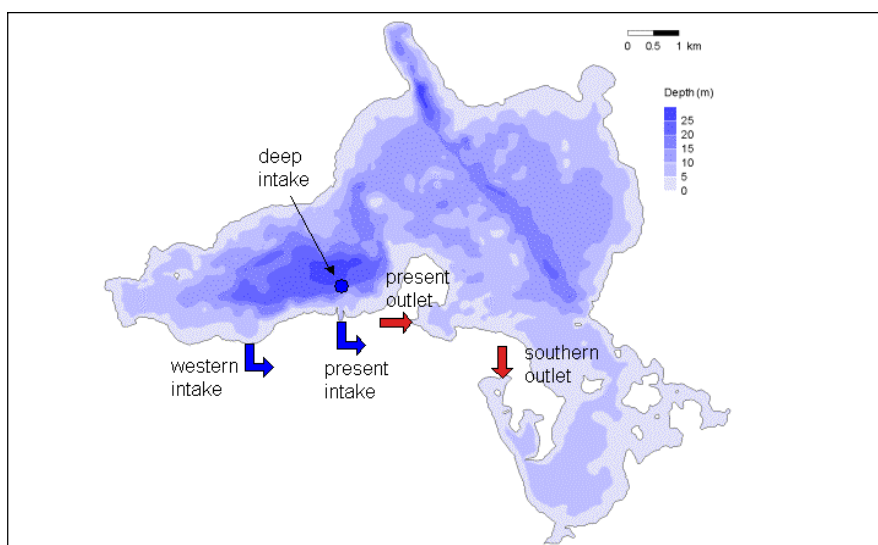 0 0.5 1 km
Depth (m)
25
20
15
10
5
0
deep
intake
present
outlet
western
intake
present
intake
southern
outlet